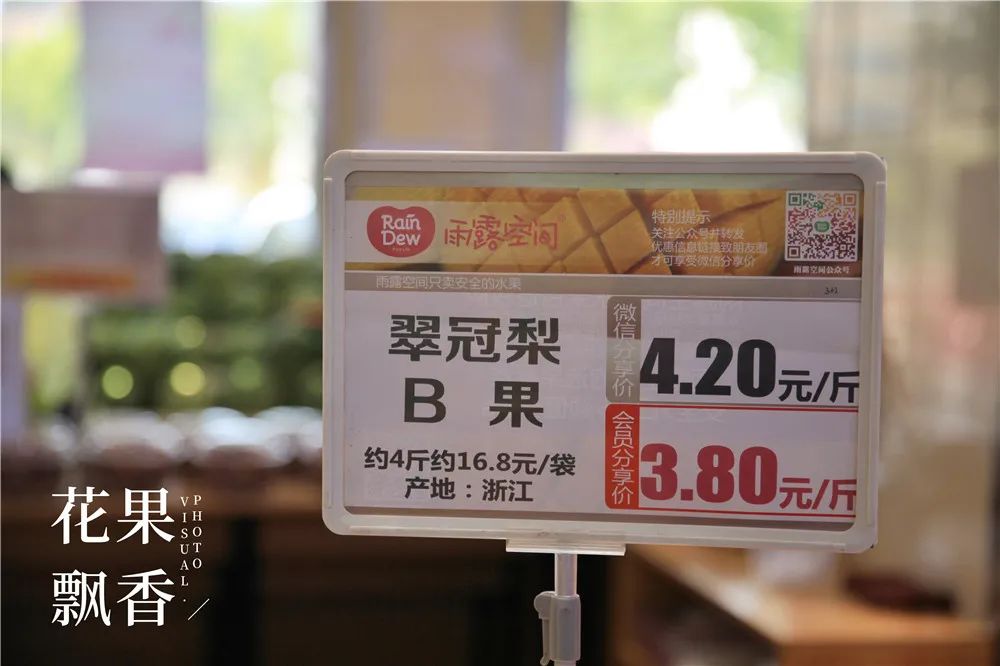 Rain
Dew
雨露空间®
特别提示
关注公众号并转发
优惠信息链接致朋友圈
才可享受微信分享价
雨露空间公众号
雨露空间只卖安全的水果
翠冠梨
B 果
约4斤约16.8元/袋
产地：浙江
微信分享价
4.20元/斤
会员分享价
3.80元/斤
花果
飘香
VISUAL.
PHOTO